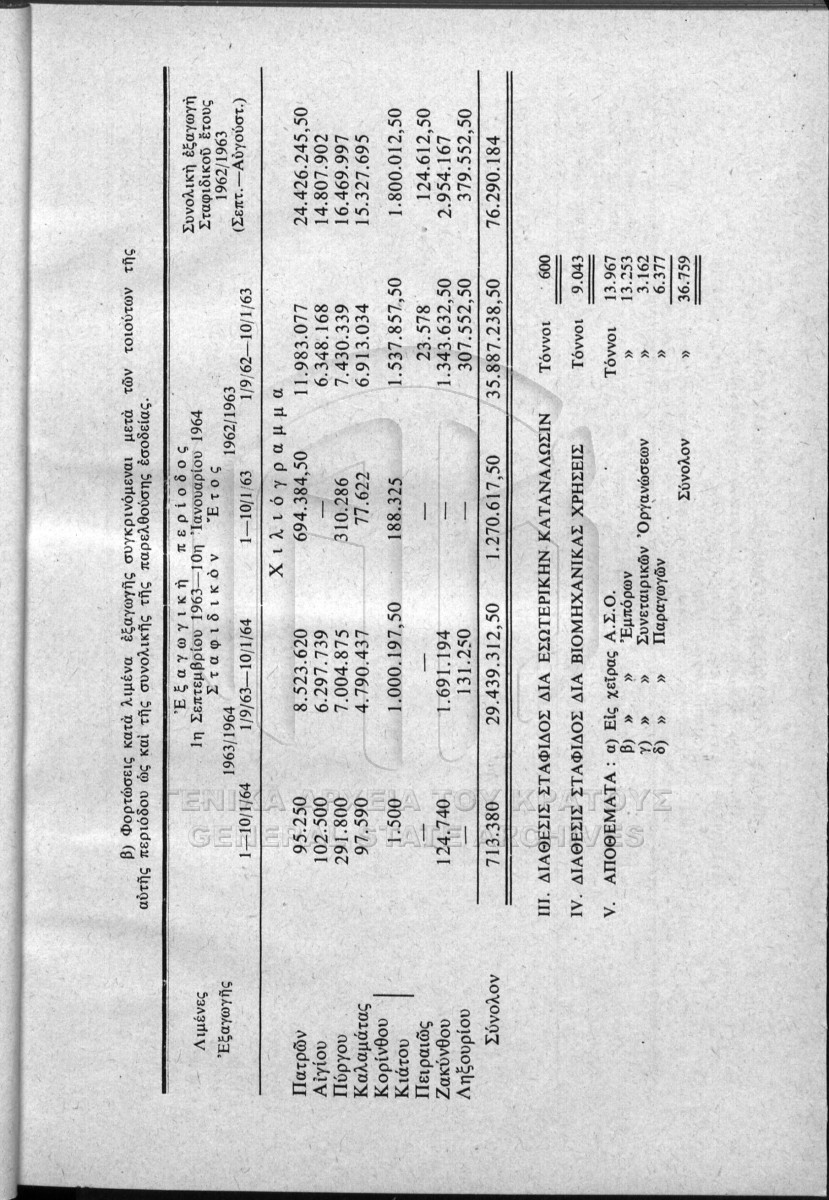 β) Φορτώσεις κατὰ λιμένα ἐξαγωγῆς συγκρινόμεναι μετὰ τῶν τοιούτων τῆς
αὐτῆς περιόδου ὡς καὶ τῆς συνολικῆς τῆς παρελθούσης ἐσοδείας.
Λιμένες Ἐξαγωγῆς
Ἐξαγωγικὴ περίοδος
1η Σεπτεμβρίου 1963—10η Ἰανουαρίου 1964
Σταφιδικὸν Ἔτος
1963/1964 1962/1963
Συνολικὴ ἐξαγωγὴ
Σταφιδικοῦ ἔτους
1962/1963
(Σεπτ.—Αὐγούστ.)
1—10/1/64 1/9/63—10/1/64 1—10/1/63 1/9/62—10/1/63
Χιλιόγραμμα
Πατρῶν 95.250 8.523.620 694.384,50 11.983.077 24.426.245,50
Αἰγίου 102.500 6.297.739 — 6.348.168 14.807.902
Πύργου 291.800 7.004.875 310.286 7.430.339 16.469.997
Καλαμάτας 97.590 4.790.437 77.622 6.913.034 15.327.695
Κορίνθου
Κιάτου 1.500 1.000.197,50 188.325 1.537.857,50 1.800.012,50
Πειραιῶς — — — 23.578 124.612,50
Ζακύνθου 124.740 1.691.194 — 1.343.632,50 2.954.167
Ληξουρίου — 131.250 — 307.552,50 379.552,50
Σύνολον 713.380 29.439.312,50 1.270.617,50 35.887.238,50 76.290.184
III. ΔΙΑΘΕΣΙΣ ΣΤΑΦΙΔΟΣ ΔΙΑ ΕΣΩΤΕΡΙΚΗΝ ΚΑΤΑΝΑΛΩΣΙΝ Τόννοι 600
IV. ΔΙΑΘΕΣΙΣ ΣΤΑΦΙΔΟΣ ΔΙΑ ΒΙΟΜΗΧΑΝΙΚΑΣ ΧΡΗΣΕΙΣ Τόννοι 9.043
V. ΑΠΟΘΕΜΑΤΑ : α) Εἰς χεῖρας Α.Σ.Ο. Τόννοι 13.967
β) » » Ἐμπόρων » 13.253
γ) » » Συνεταιρικῶν Ὀργανώσεων » 3.162
δ) » » Παραγωγῶν » 6.377
Σύνολον » 36.759
ΓΕΝΙΚΑ ΑΡΧΕΙΑ ΤΟΥ ΚΡΑΤΟΥΣ
GENERAL STATE ARCHIVES